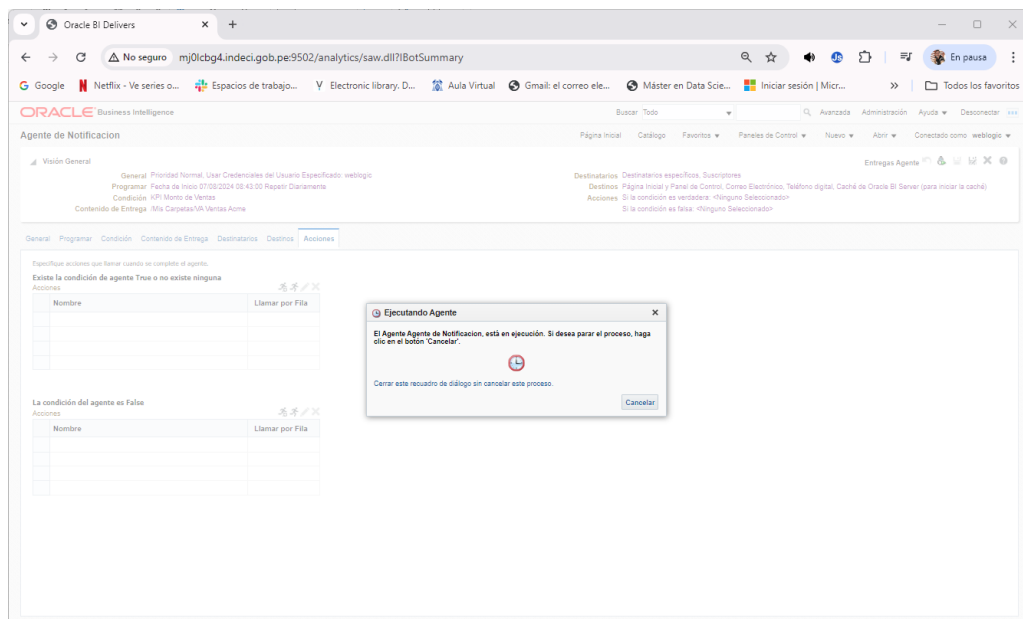 Oracle BI Delivers
No seguro mj0lcbg4.indeci.gob.pe:9502/analytics/saw.dll?IBotSummary En pausa
Google Netflix - Ve series o... Espacios de trabajo... Electronic library. D... Aula Virtual Gmail: el correo ele... Máster en Data Scie... Iniciar sesión | Micr... Todos los favoritos
ORACLE Business Intelligence Buscar Todo Avanzada Administración Ayuda Desconectar
Agente de Notificacion Página Inicial Catálogo Favoritos Paneles de Control Nuevo Abrir Conectado como weblogic
Visión General Entregas Agente
General Prioridad Normal, Usar Credenciales del Usuario Especificado: weblogic Destinatarios Destinatarios específicos, Suscriptores
Programar Fecha de Inicio 07/08/2024 08:43:00 Repetir Diariamente Destinos Página Inicial y Panel de Control, Correo Electrónico, Teléfono digital, Caché de Oracle BI Server (para iniciar la caché)
Condición KPI Monto de Ventas Acciones Si la condición es verdadera: <Ninguno Seleccionado>
Contenido de Entrega /Mis Carpetas/VA Ventas Acme Si la condición es falsa: <Ninguno Seleccionado>
General Programar Condición Contenido de Entrega Destinatarios Destinos Acciones
Especifique acciones que llamar cuando se complete el agente.
Existe la condición de agente True o no existe ninguna
Acciones
Nombre Llamar por Fila
Ejecutando Agente
El Agente Agente de Notificacion, está en ejecución. Si desea parar el proceso, haga
clic en el botón 'Cancelar'.
Cerrar este recuadro de diálogo sin cancelar este proceso.
Cancelar
La condición del agente es False
Acciones
Nombre Llamar por Fila